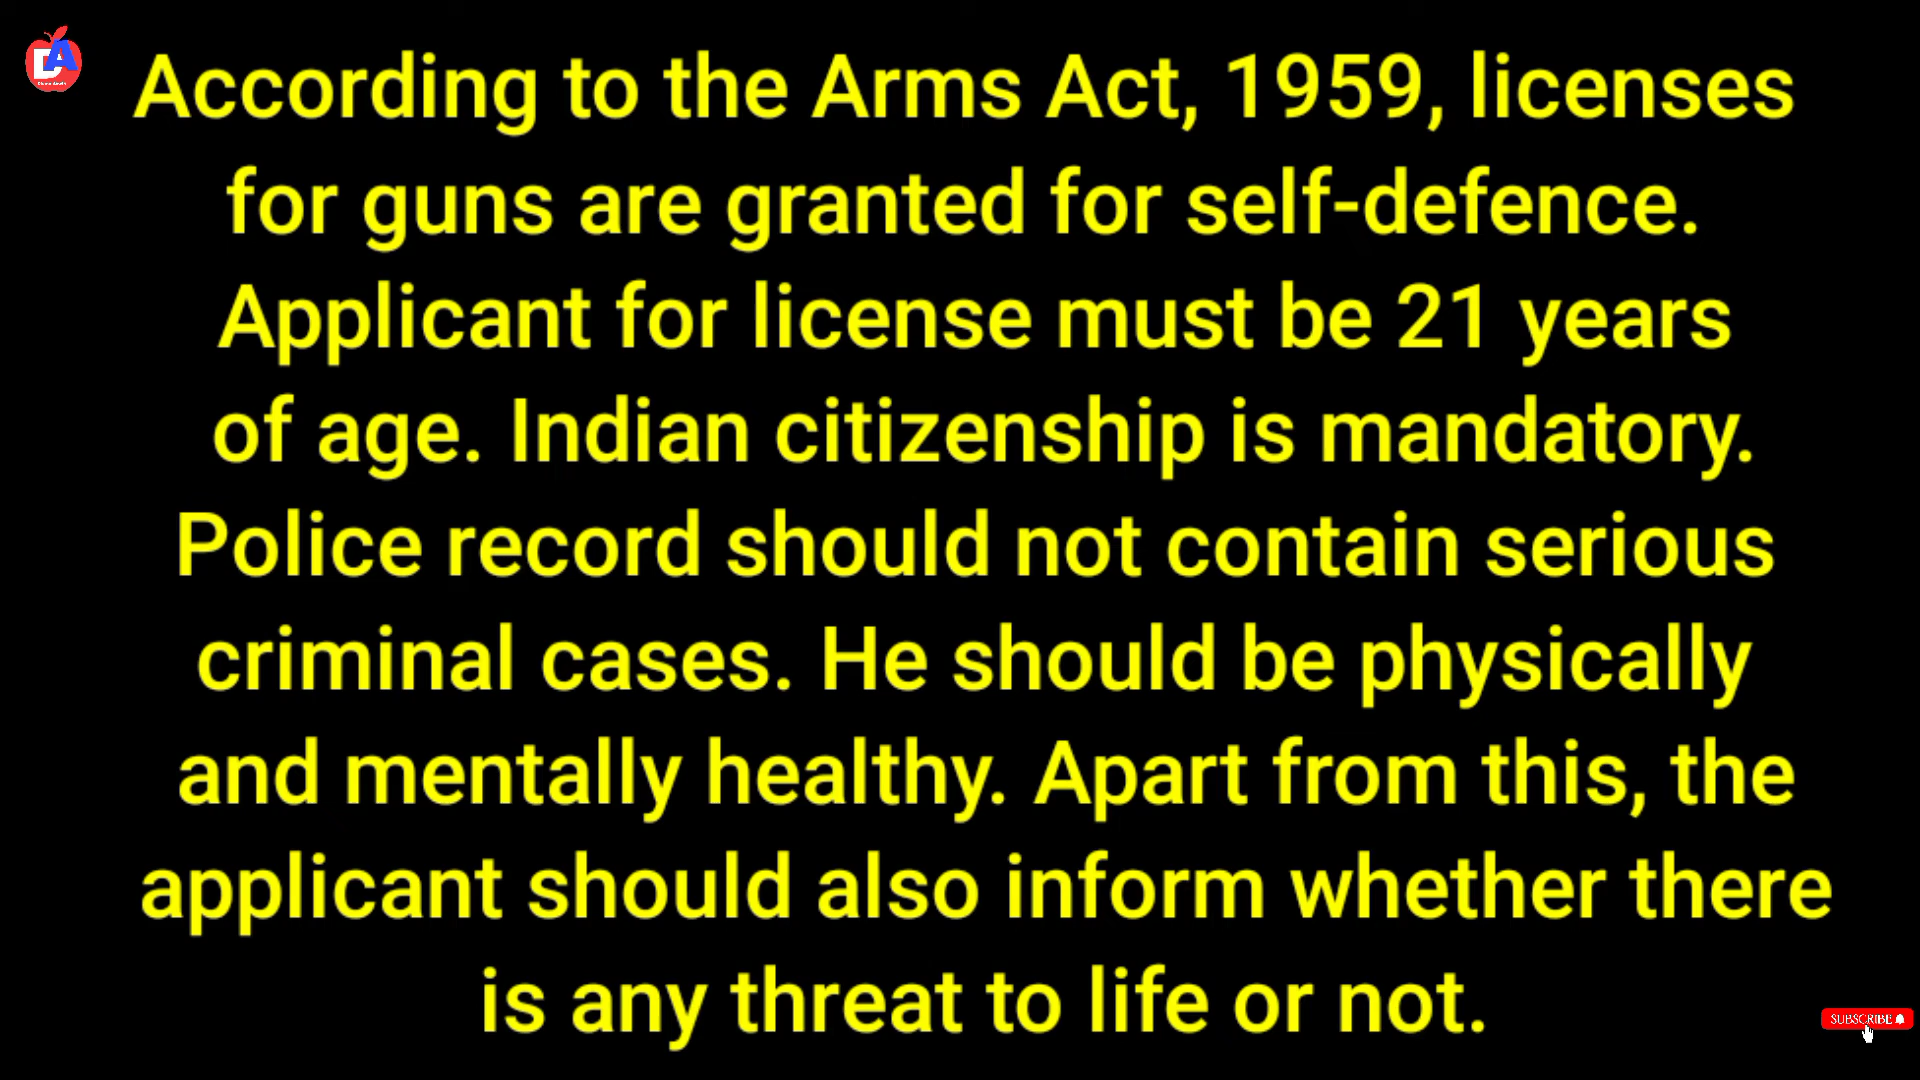 DA
According to the Arms Act, 1959, licenses
for guns are granted for self-defence.
Applicant for license must be 21 years
of age. Indian citizenship is mandatory.
Police record should not contain serious
criminal cases. He should be physically
and mentally healthy. Apart from this, the
applicant should also inform whether there
is any threat to life or not.
SUBSCRIBE